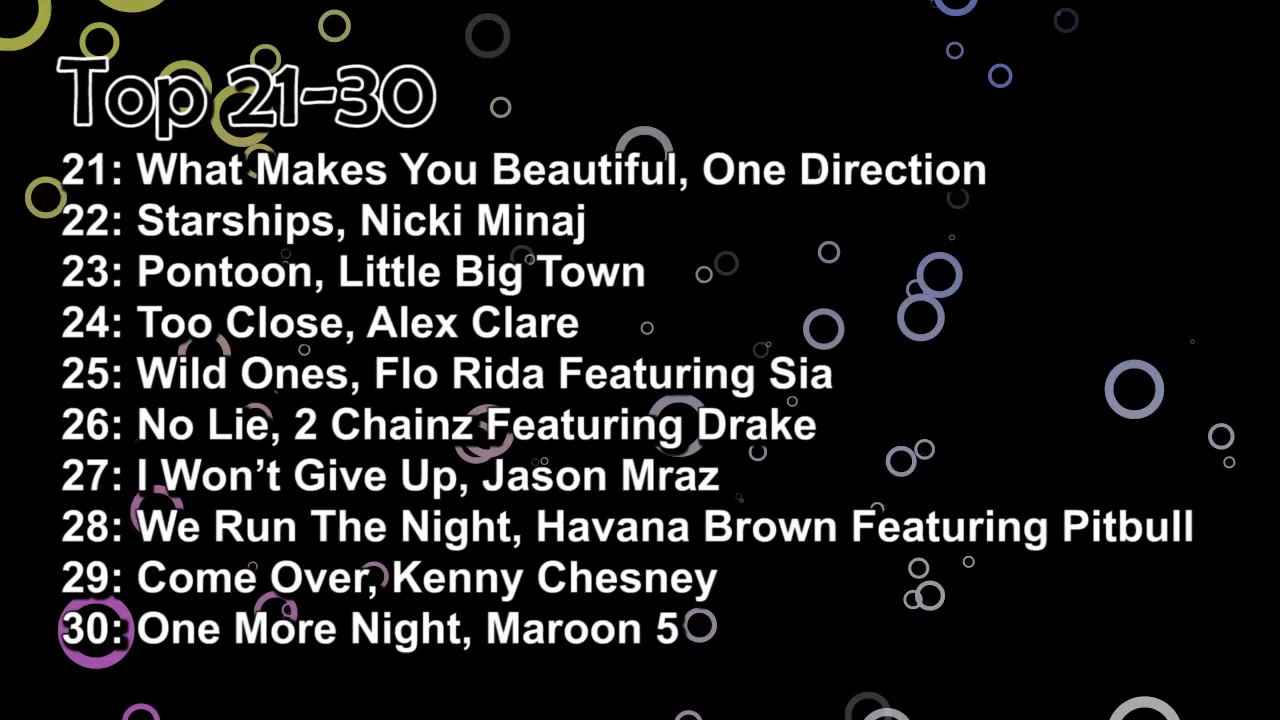 Top 21-30
21: What Makes You Beautiful, One Direction
22: Starships, Nicki Minaj
23: Pontoon, Little Big Town
24: Too Close, Alex Clare
25: Wild Ones, Flo Rida Featuring Sia
26: No Lie, 2 Chainz Featuring Drake
27: I Won’t Give Up, Jason Mraz
28: We Run The Night, Havana Brown Featuring Pitbull
29: Come Over, Kenny Chesney
30: One More Night, Maroon 5